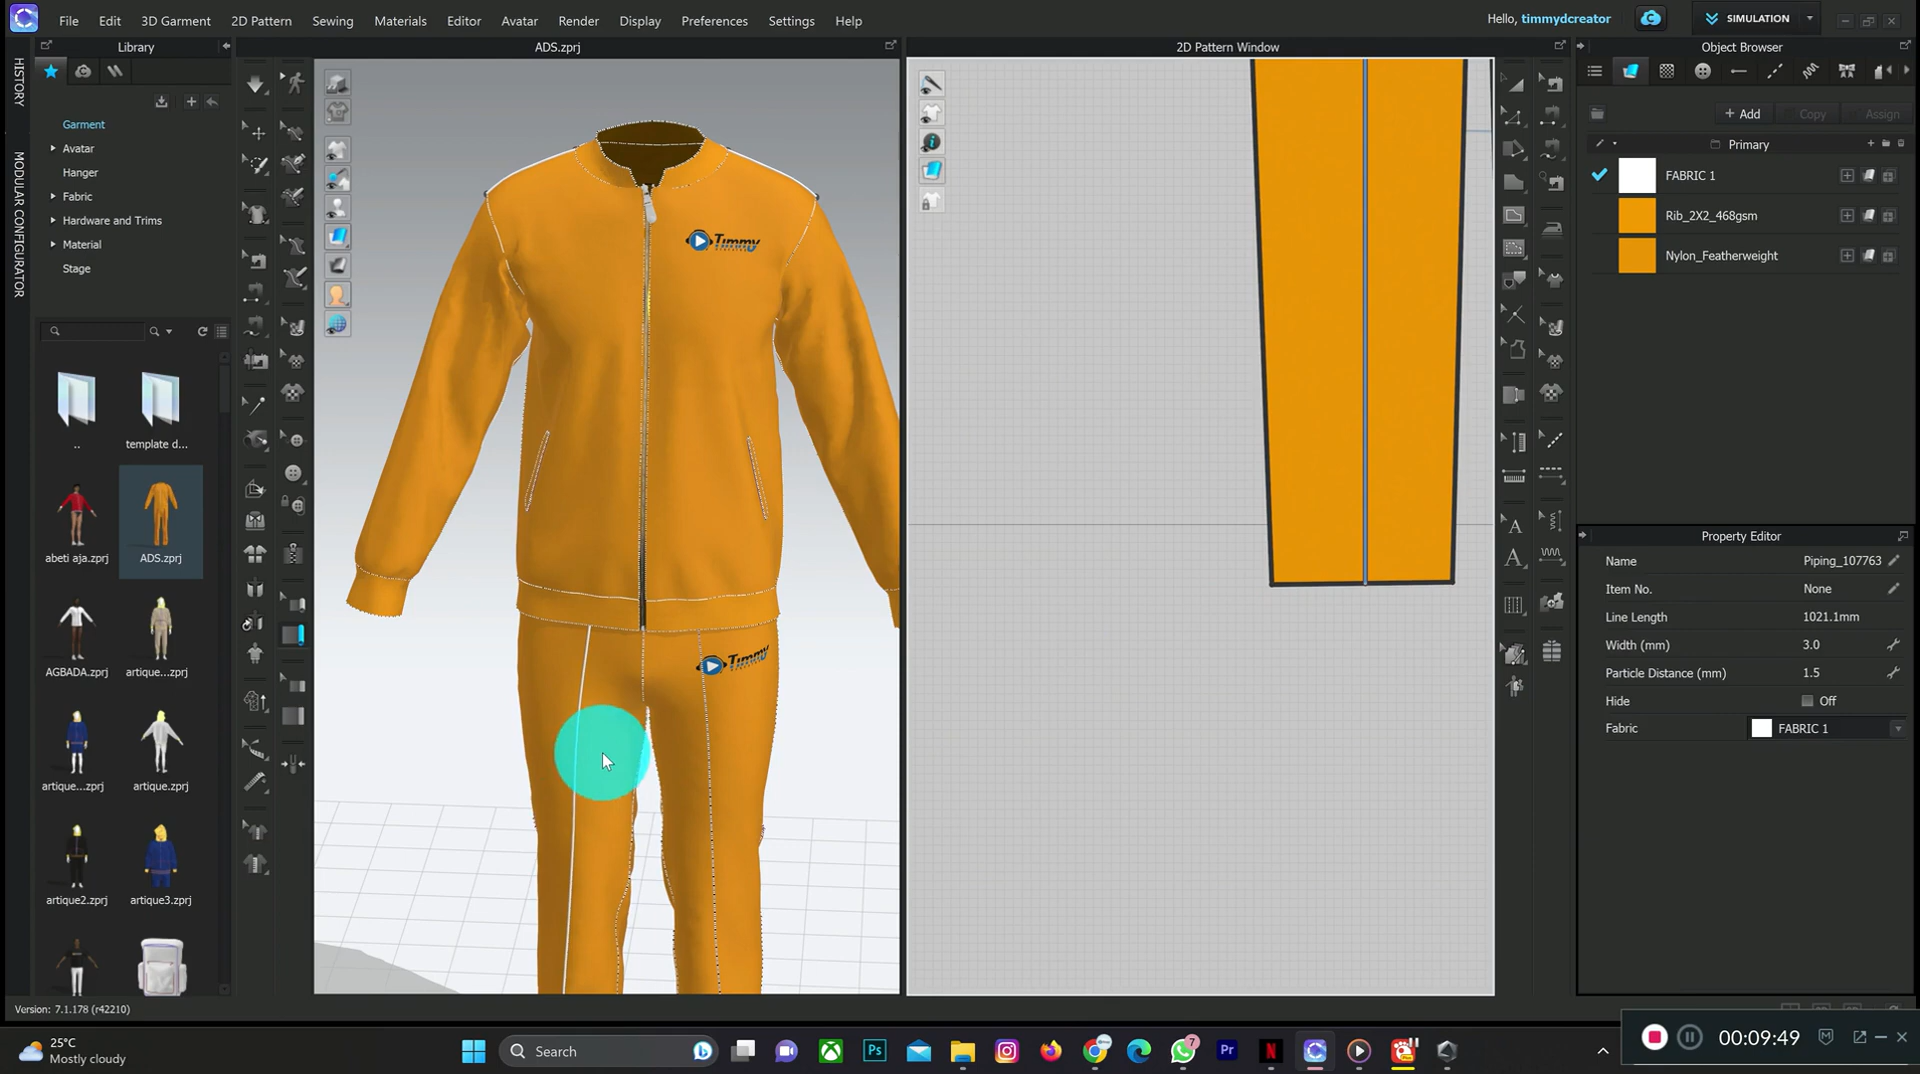 File Edit 3D Garment 2D Pattern Sewing Materials Editor Avatar Render Display Preferences Settings Help
Hello, timmydcreator
SIMULATION
Library
ADS.zprj
2D Pattern Window
Object Browser
HISTORY
MODULAR CONFIGURATOR
Garment
Avatar
Hanger
Fabric
Hardware and Trims
Material
Stage
..
template d...
abeti aja.zprj
ADS.zprj
AGBADA.zprj
artique...zprj
artique...zprj
artique.zprj
artique2.zprj
artique3.zprj
Timmy
Timmy
+ Add
Copy
Assign
Primary
FABRIC 1
Rib_2X2_468gsm
Nylon_Featherweight
Property Editor
Name Piping_107763
Item No. None
Line Length 1021.1mm
Width (mm) 3.0
Particle Distance (mm) 1.5
Hide Off
Fabric FABRIC 1
Version: 7.1.178 (r42210)
25°C
Mostly cloudy
Search
Ps
7
Pr
N
00:09:49